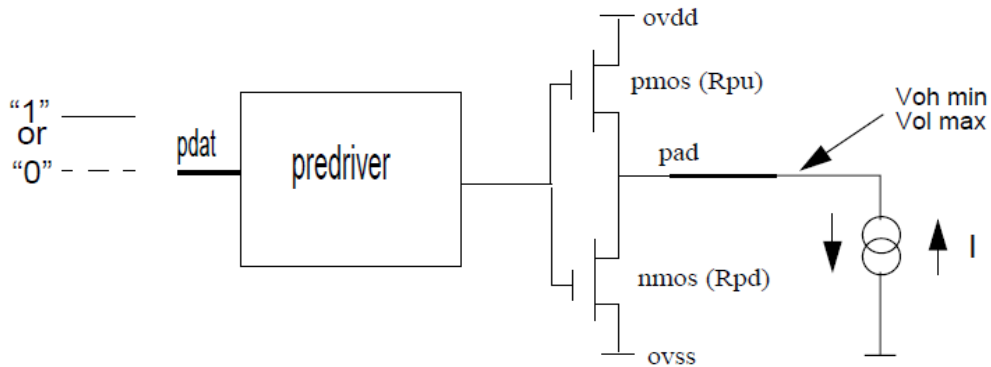 ovdd
pmos (Rpu)
Voh min
Vol max
“1”
or
“0”
pdat
predriver
pad
I
nmos (Rpd)
ovss